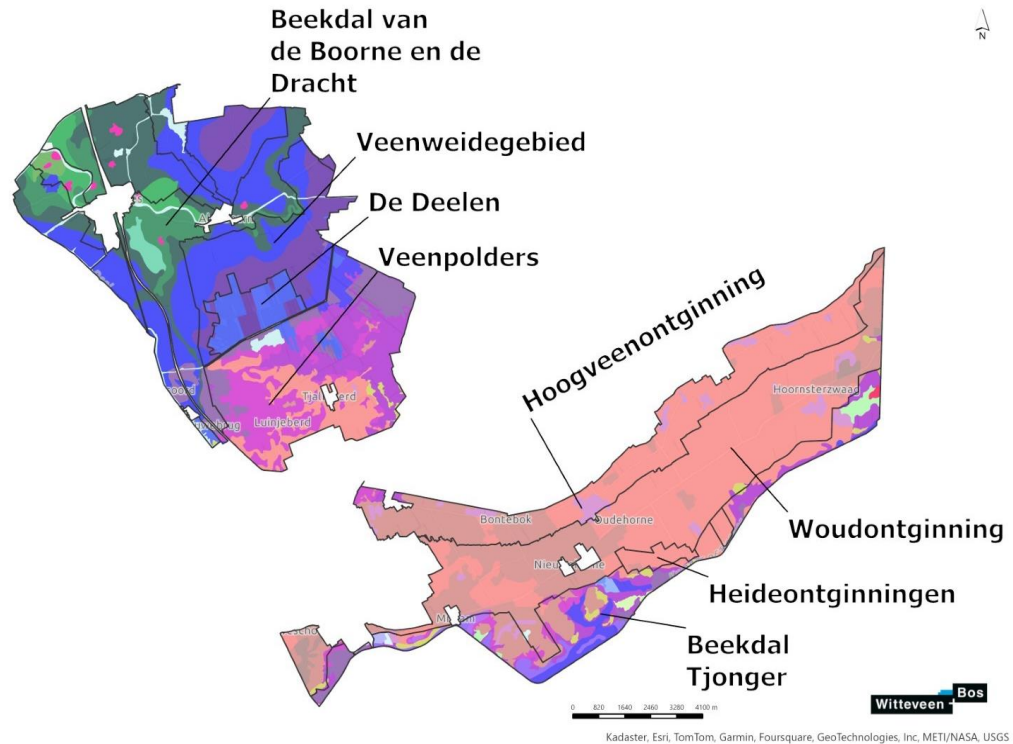 Beekdal van
de Boorne en de
Dracht
N
Veenweidegebied
De Deelen
Veenpolders
Hoogveenontginning
Hoornsterzwaag
Luinjeberd
Bontebok
Oudehorne
Woudontginning
Heideontginningen
Beekdal
Tjonger
0 820 1640 2460 3280 4100 m
Witteveen
Bos
Kadaster, Esri, TomTom, Garmin, Foursquare, GeoTechnologies, Inc, METI/NASA, USGS